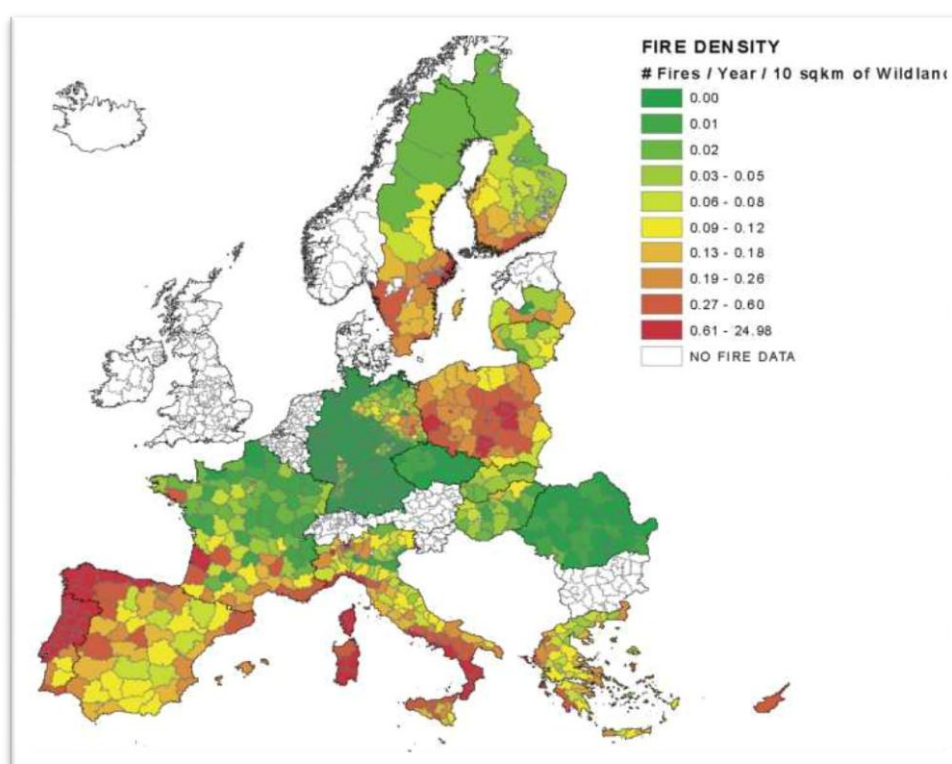 FIRE DENSITY
# Fires / Year / 10 sqkm of Wildland
0.00
0.01
0.02
0.03 - 0.05
0.06 - 0.08
0.09 - 0.12
0.13 - 0.18
0.19 - 0.26
0.27 - 0.60
0.61 - 24.98
NO FIRE DATA